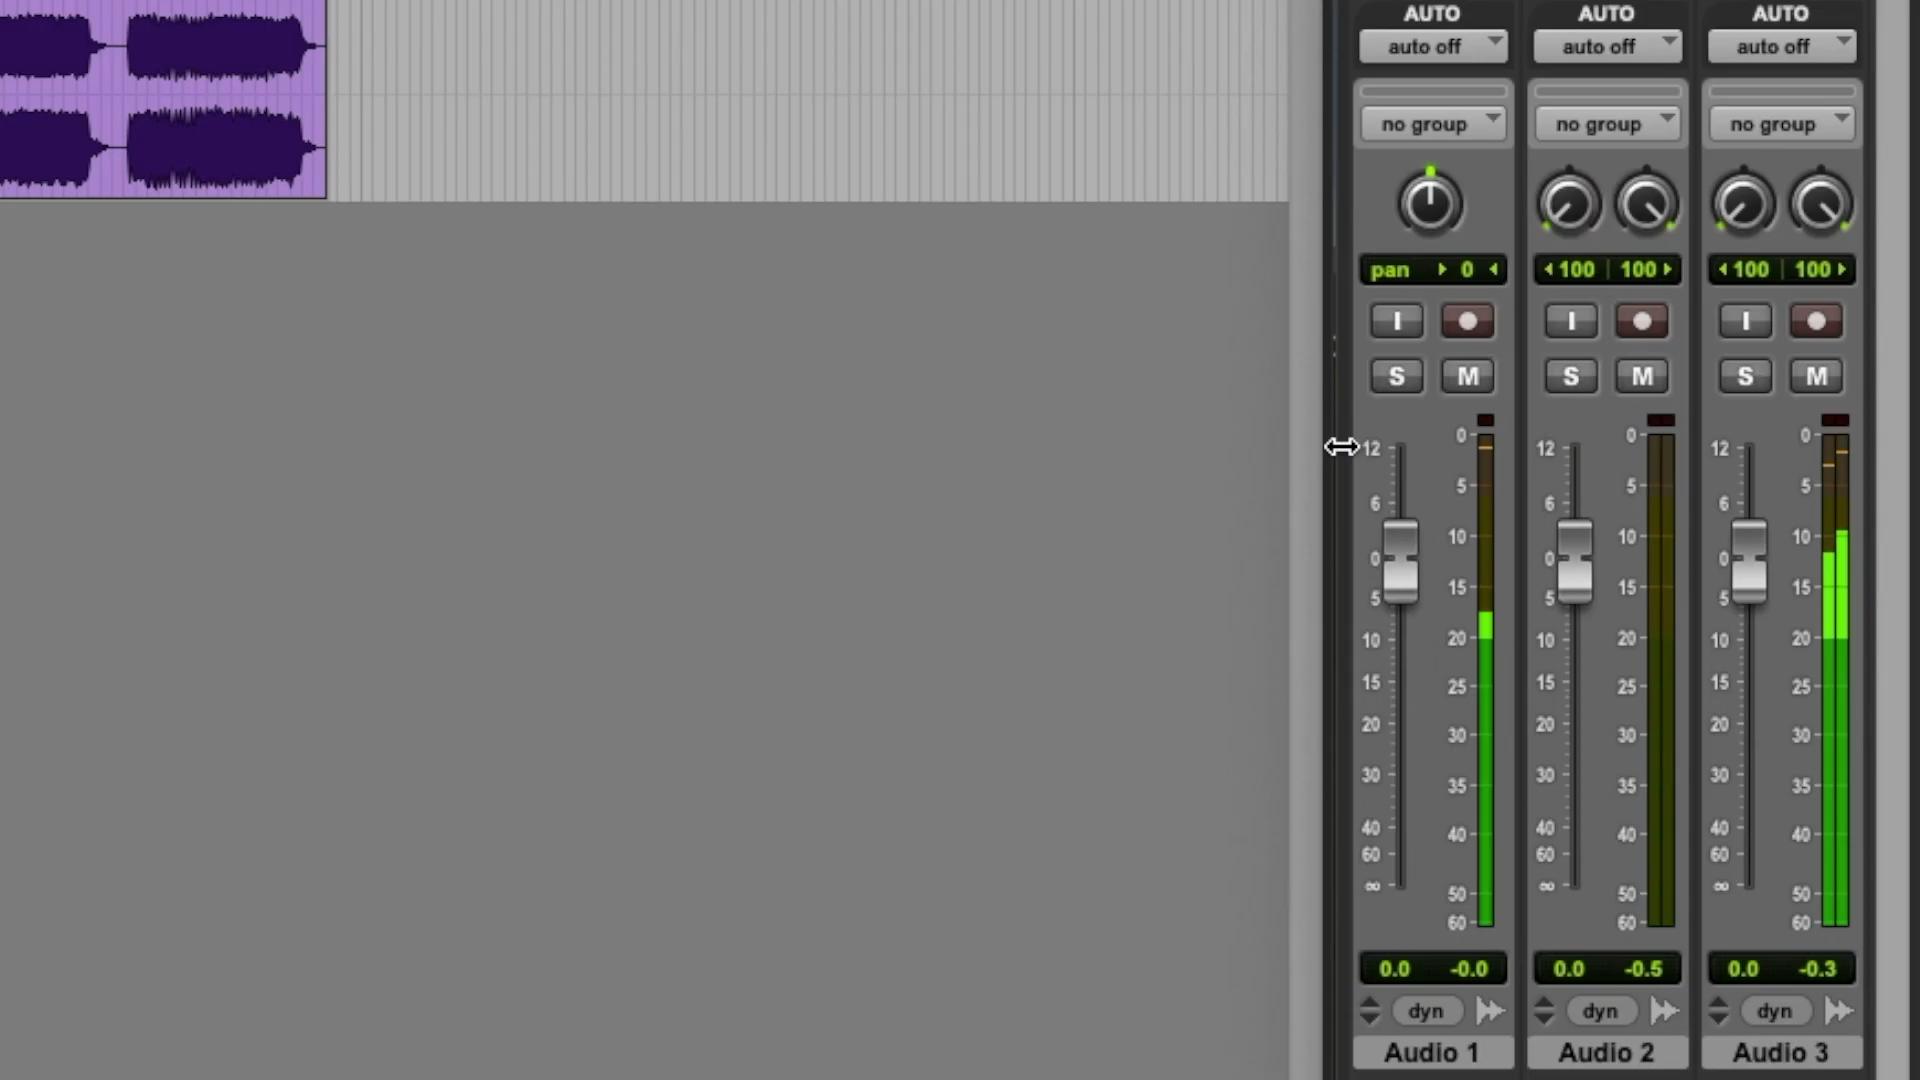 AUTO AUTO AUTO
auto off auto off auto off
no group no group no group
pan 0 100 100 100 100
I I I
S M S M S M
12 0 12 0 12 0
6 5 6 5 6 5
0 10 0 10 0 10
5 15 5 15 5 15
10 20 10 20 10 20
15 25 15 25 15 25
20 30 20 30 20 30
30 35 30 35 30 35
40 40 40 40 40 40
60 60 60
∞ 50 ∞ 50 ∞ 50
60 60 60
0.0 -0.0 0.0 -0.5 0.0 -0.3
dyn dyn dyn
Audio 1 Audio 2 Audio 3